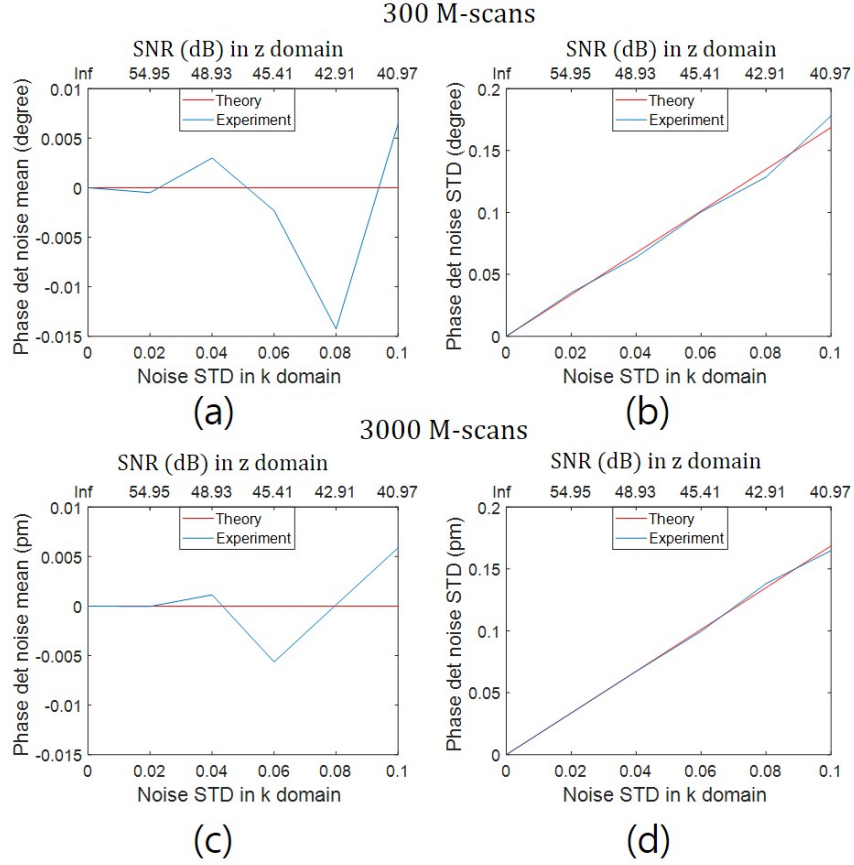 300 M-scans
SNR (dB) in z domain
Inf 54.95 48.93 45.41 42.91 40.97
0.01
0.005
0
-0.005
-0.01
-0.015
Phase det noise mean (degree)
Theory
Experiment
0 0.02 0.04 0.06 0.08 0.1
Noise STD in k domain
(a)
SNR (dB) in z domain
Inf 54.95 48.93 45.41 42.91 40.97
0.2
0.15
0.1
0.05
0
Phase det noise STD (degree)
Theory
Experiment
0 0.02 0.04 0.06 0.08 0.1
Noise STD in k domain
(b)
3000 M-scans
SNR (dB) in z domain
Inf 54.95 48.93 45.41 42.91 40.97
0.01
0.005
0
-0.005
-0.01
-0.015
Phase det noise mean (pm)
Theory
Experiment
0 0.02 0.04 0.06 0.08 0.1
Noise STD in k domain
(c)
SNR (dB) in z domain
Inf 54.95 48.93 45.41 42.91 40.97
0.2
0.15
0.1
0.05
0
Phase det noise STD (pm)
Theory
Experiment
0 0.02 0.04 0.06 0.08 0.1
Noise STD in k domain
(d)